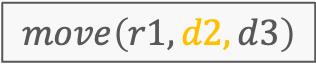 move(r1, d2, d3)